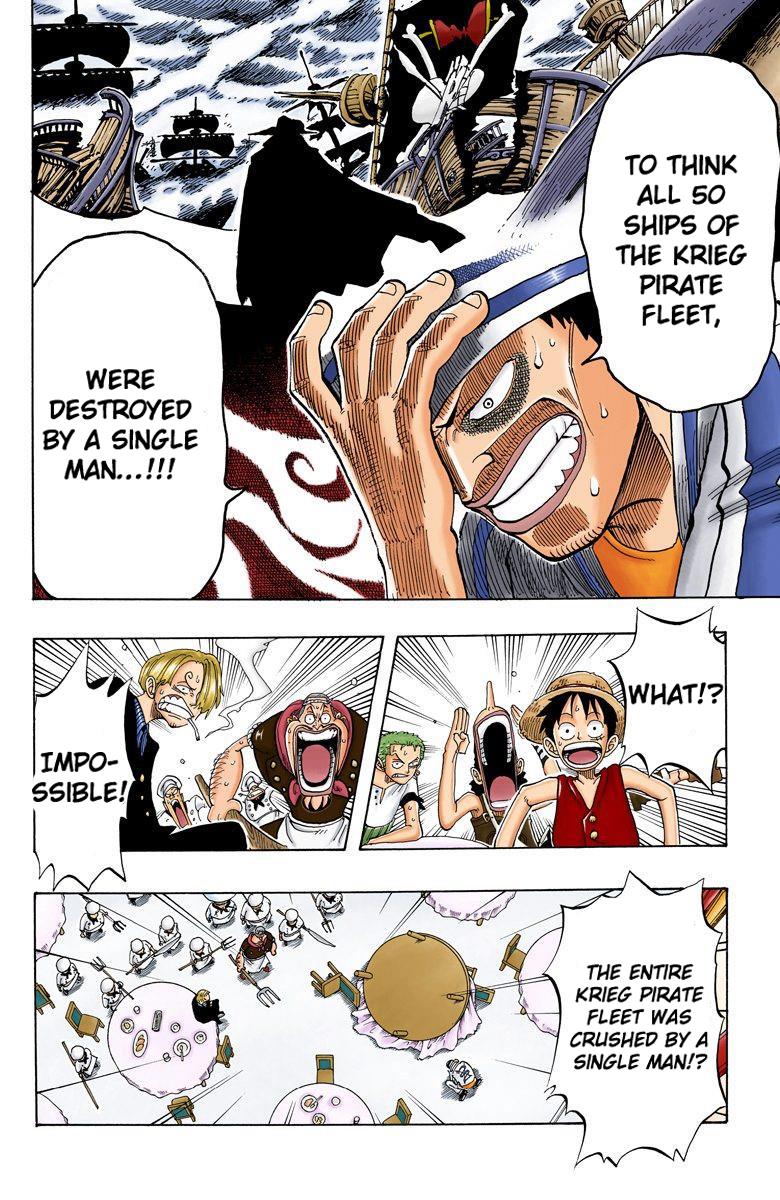 TO THINK
ALL 50
SHIPS OF
THE KRIEG
PIRATE
FLEET,
WERE
DESTROYED
BY A SINGLE
MAN...!!!
WHAT!?
IMPO-
SSIBLE!
THE ENTIRE
KRIEG PIRATE
FLEET WAS
CRUSHED BY A
SINGLE MAN!?